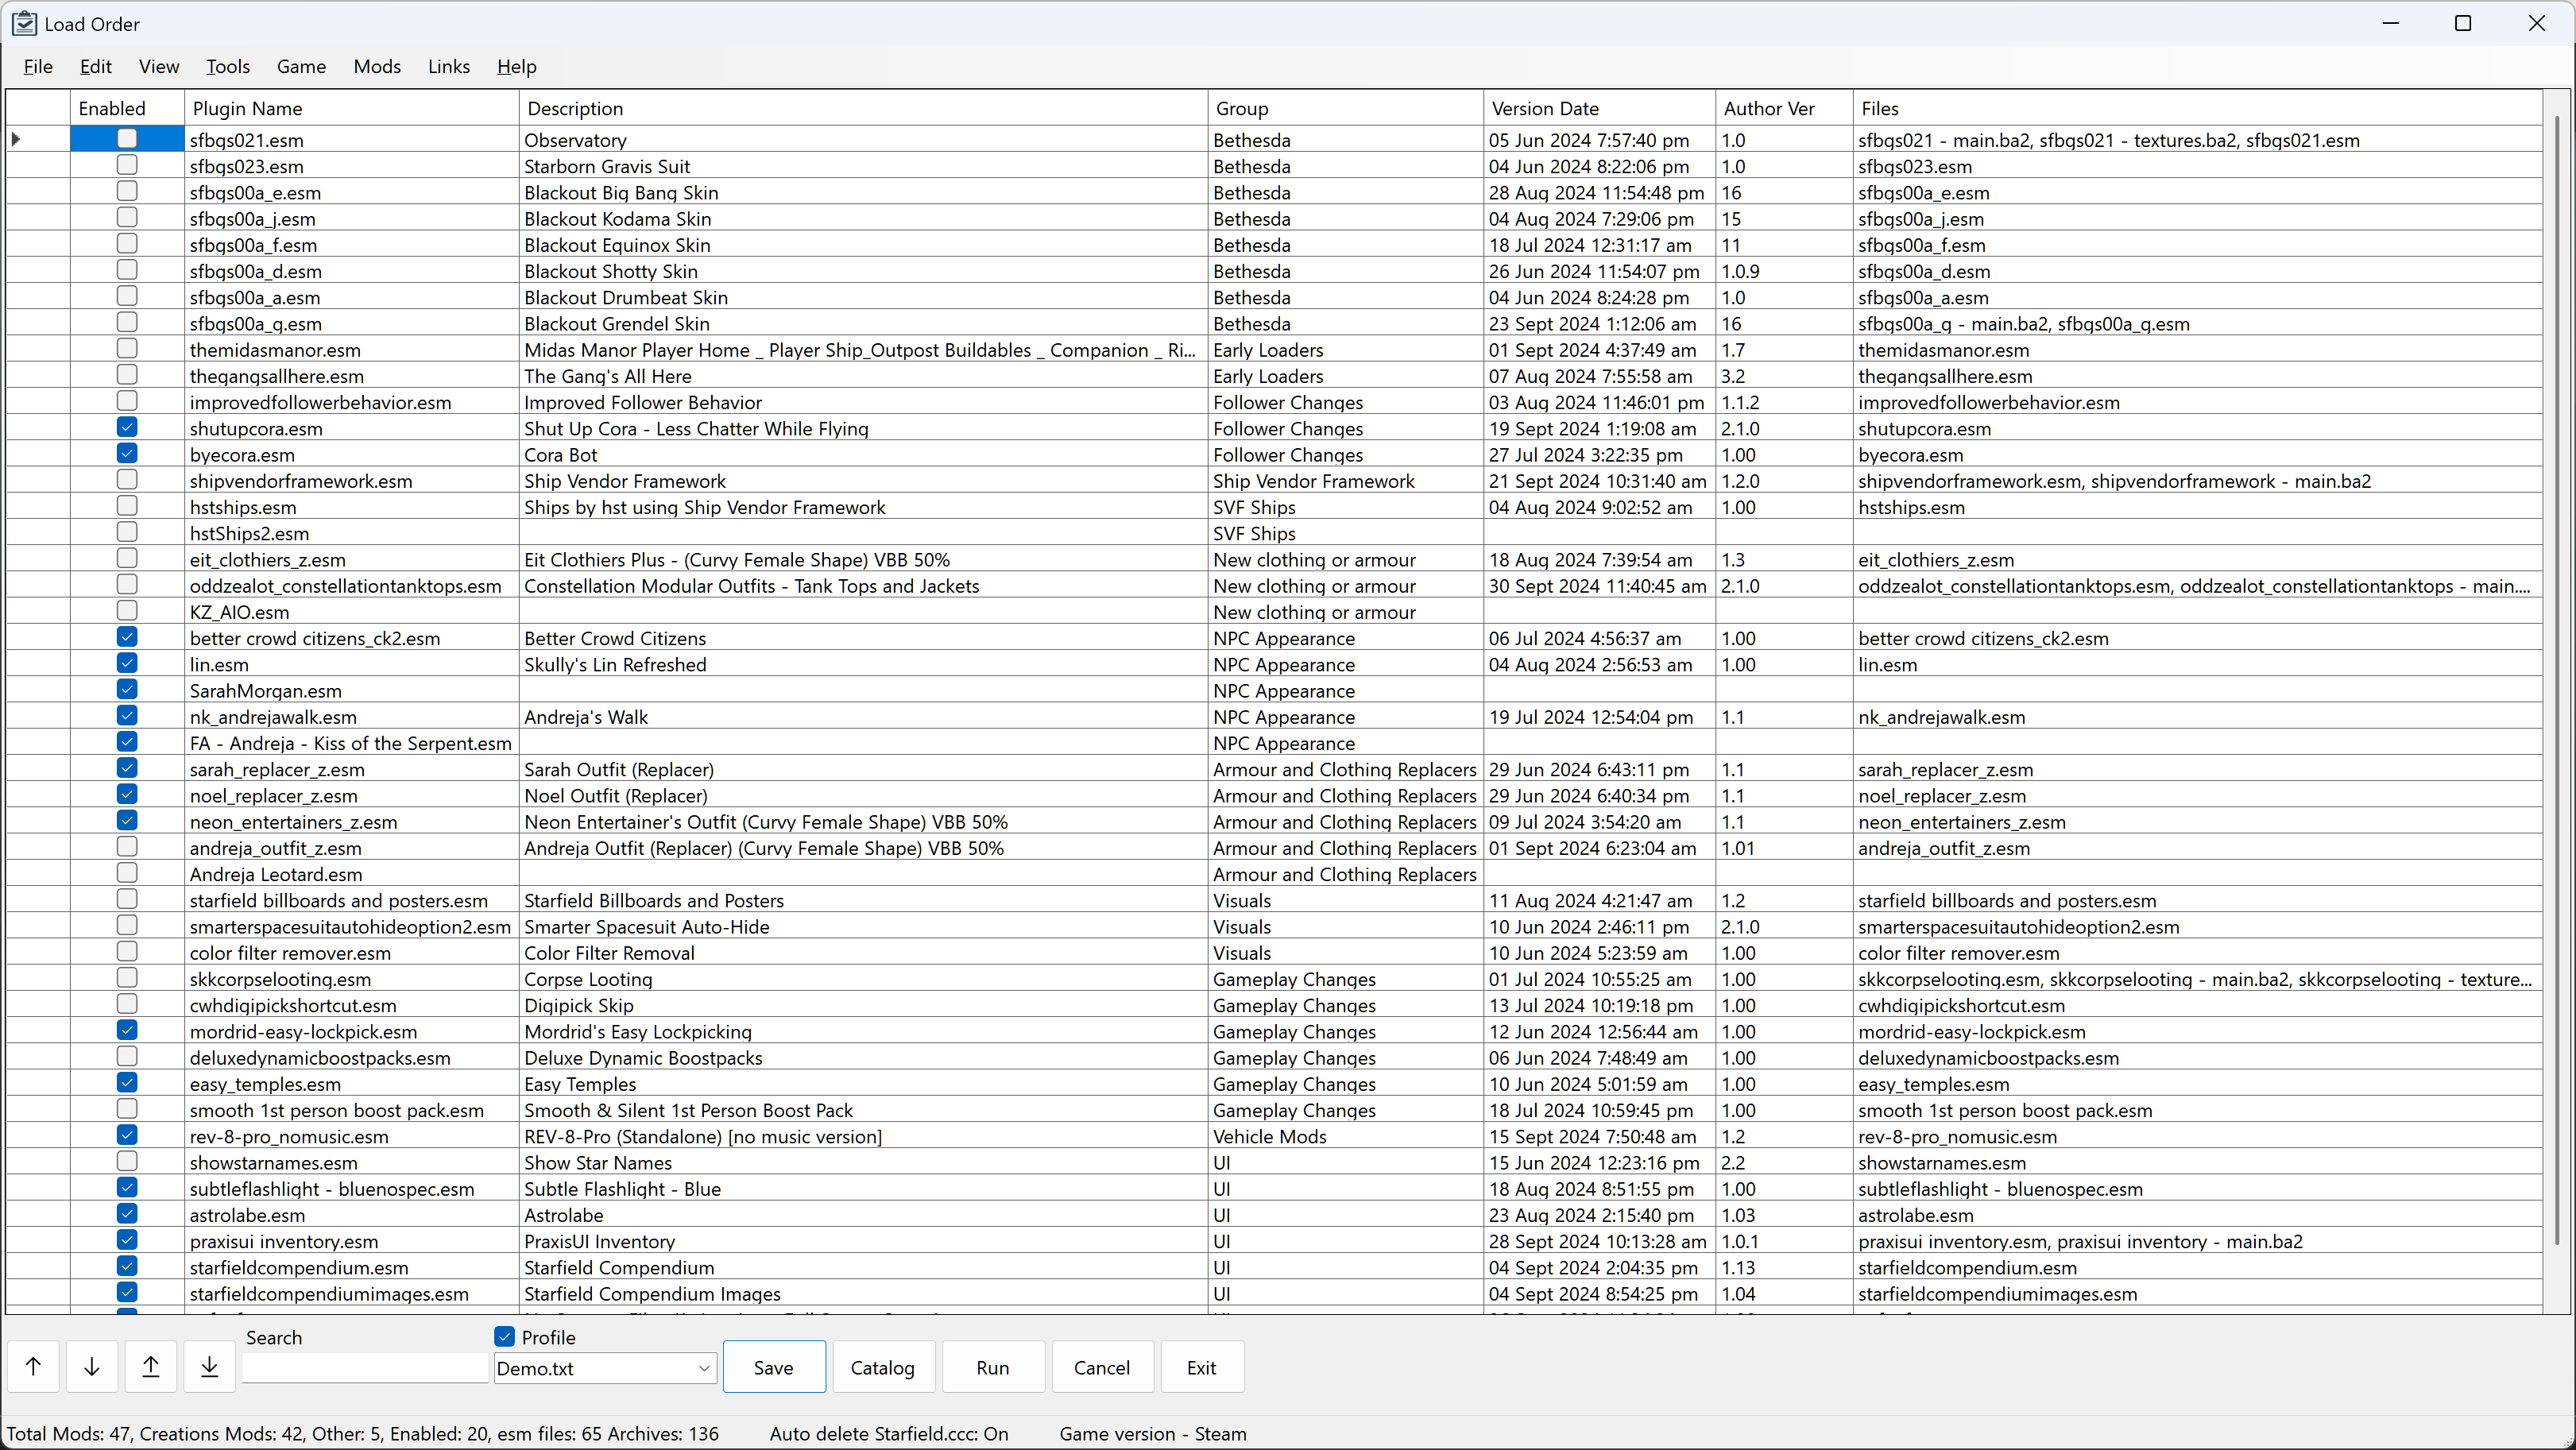 Load Order
File Edit View Tools Game Mods Links Help
Enabled Plugin Name Description Group Version Date Author Ver Files
sfbgs021.esm Observatory Bethesda 05 Jun 2024 7:57:40 pm 1.0 sfbgs021 - main.ba2, sfbgs021 - textures.ba2, sfbgs021.esm
sfbgs023.esm Starborn Gravis Suit Bethesda 04 Jun 2024 8:22:06 pm 1.0 sfbgs023.esm
sfbgs00a_e.esm Blackout Big Bang Skin Bethesda 28 Aug 2024 11:54:48 pm 16 sfbgs00a_e.esm
sfbgs00a_j.esm Blackout Kodama Skin Bethesda 04 Aug 2024 7:29:06 pm 15 sfbgs00a_j.esm
sfbgs00a_f.esm Blackout Equinox Skin Bethesda 18 Jul 2024 12:31:17 am 11 sfbgs00a_f.esm
sfbgs00a_d.esm Blackout Shotty Skin Bethesda 26 Jun 2024 11:54:07 pm 1.0.9 sfbgs00a_d.esm
sfbgs00a_a.esm Blackout Drumbeat Skin Bethesda 04 Jun 2024 8:24:28 pm 1.0 sfbgs00a_a.esm
sfbgs00a_g.esm Blackout Grendel Skin Bethesda 23 Sept 2024 1:12:06 am 16 sfbgs00a_g - main.ba2, sfbgs00a_g.esm
themidasmanor.esm Midas Manor Player Home _ Player Ship_Outpost Buildables _ Companion _ Ri... Early Loaders 01 Sept 2024 4:37:49 am 1.7 themidasmanor.esm
thegangsallhere.esm The Gang's All Here Early Loaders 07 Aug 2024 7:55:58 am 3.2 thegangsallhere.esm
improvedfollowerbehavior.esm Improved Follower Behavior Follower Changes 03 Aug 2024 11:46:01 pm 1.1.2 improvedfollowerbehavior.esm
shutupcora.esm Shut Up Cora - Less Chatter While Flying Follower Changes 19 Sept 2024 1:19:08 am 2.1.0 shutupcora.esm
byecora.esm Cora Bot Follower Changes 27 Jul 2024 3:22:35 pm 1.00 byecora.esm
shipvendorframework.esm Ship Vendor Framework Ship Vendor Framework 21 Sept 2024 10:31:40 am 1.2.0 shipvendorframework.esm, shipvendorframework - main.ba2
hstships.esm Ships by hst using Ship Vendor Framework SVF Ships 04 Aug 2024 9:02:52 am 1.00 hstships.esm
hstShips2.esm SVF Ships
eit_clothiers_z.esm Eit Clothiers Plus - (Curvy Female Shape) VBB 50% New clothing or armour 18 Aug 2024 7:39:54 am 1.3 eit_clothiers_z.esm
oddzealot_constellationtanktops.esm Constellation Modular Outfits - Tank Tops and Jackets New clothing or armour 30 Sept 2024 11:40:45 am 2.1.0 oddzealot_constellationtanktops.esm, oddzealot_constellationtanktops - main....
KZ_AIO.esm New clothing or armour
better crowd citizens_ck2.esm Better Crowd Citizens NPC Appearance 06 Jul 2024 4:56:37 am 1.00 better crowd citizens_ck2.esm
lin.esm Skully's Lin Refreshed NPC Appearance 04 Aug 2024 2:56:53 am 1.00 lin.esm
SarahMorgan.esm NPC Appearance
nk_andrejawalk.esm Andreja's Walk NPC Appearance 19 Jul 2024 12:54:04 pm 1.1 nk_andrejawalk.esm
FA - Andreja - Kiss of the Serpent.esm NPC Appearance
sarah_replacer_z.esm Sarah Outfit (Replacer) Armour and Clothing Replacers 29 Jun 2024 6:43:11 pm 1.1 sarah_replacer_z.esm
noel_replacer_z.esm Noel Outfit (Replacer) Armour and Clothing Replacers 29 Jun 2024 6:40:34 pm 1.1 noel_replacer_z.esm
neon_entertainers_z.esm Neon Entertainer's Outfit (Curvy Female Shape) VBB 50% Armour and Clothing Replacers 09 Jul 2024 3:54:20 am 1.1 neon_entertainers_z.esm
andreja_outfit_z.esm Andreja Outfit (Replacer) (Curvy Female Shape) VBB 50% Armour and Clothing Replacers 01 Sept 2024 6:23:04 am 1.01 andreja_outfit_z.esm
Andreja Leotard.esm Armour and Clothing Replacers
starfield billboards and posters.esm Starfield Billboards and Posters Visuals 11 Aug 2024 4:21:47 am 1.2 starfield billboards and posters.esm
smarterspacesuitautohideoption2.esm Smarter Spacesuit Auto-Hide Visuals 10 Jun 2024 2:46:11 pm 2.1.0 smarterspacesuitautohideoption2.esm
color filter remover.esm Color Filter Removal Visuals 10 Jun 2024 5:23:59 am 1.00 color filter remover.esm
skkcorpselooting.esm Corpse Looting Gameplay Changes 01 Jul 2024 10:55:25 am 1.00 skkcorpselooting.esm, skkcorpselooting - main.ba2, skkcorpselooting - texture...
cwhdigipickshortcut.esm Digipick Skip Gameplay Changes 13 Jul 2024 10:19:18 pm 1.00 cwhdigipickshortcut.esm
mordrid-easy-lockpick.esm Mordrid's Easy Lockpicking Gameplay Changes 12 Jun 2024 12:56:44 am 1.00 mordrid-easy-lockpick.esm
deluxedynamicboostpacks.esm Deluxe Dynamic Boostpacks Gameplay Changes 06 Jun 2024 7:48:49 am 1.00 deluxedynamicboostpacks.esm
easy_temples.esm Easy Temples Gameplay Changes 10 Jun 2024 5:01:59 am 1.00 easy_temples.esm
smooth 1st person boost pack.esm Smooth & Silent 1st Person Boost Pack Gameplay Changes 18 Jul 2024 10:59:45 pm 1.00 smooth 1st person boost pack.esm
rev-8-pro_nomusic.esm REV-8-Pro (Standalone) [no music version] Vehicle Mods 15 Sept 2024 7:50:48 am 1.2 rev-8-pro_nomusic.esm
showstarnames.esm Show Star Names UI 15 Jun 2024 12:23:16 pm 2.2 showstarnames.esm
subtleflashlight - bluenospec.esm Subtle Flashlight - Blue UI 18 Aug 2024 8:51:55 pm 1.00 subtleflashlight - bluenospec.esm
astrolabe.esm Astrolabe UI 23 Aug 2024 2:15:40 pm 1.03 astrolabe.esm
praxisui inventory.esm PraxisUI Inventory UI 28 Sept 2024 10:13:28 am 1.0.1 praxisui inventory.esm, praxisui inventory - main.ba2
starfieldcompendium.esm Starfield Compendium UI 04 Sept 2024 2:04:35 pm 1.13 starfieldcompendium.esm
starfieldcompendiumimages.esm Starfield Compendium Images UI 04 Sept 2024 8:54:25 pm 1.04 starfieldcompendiumimages.esm
Search Profile
Demo.txt Save Catalog Run Cancel Exit
Total Mods: 47, Creations Mods: 42, Other: 5, Enabled: 20, esm files: 65 Archives: 136 Auto delete Starfield.ccc: On Game version - Steam